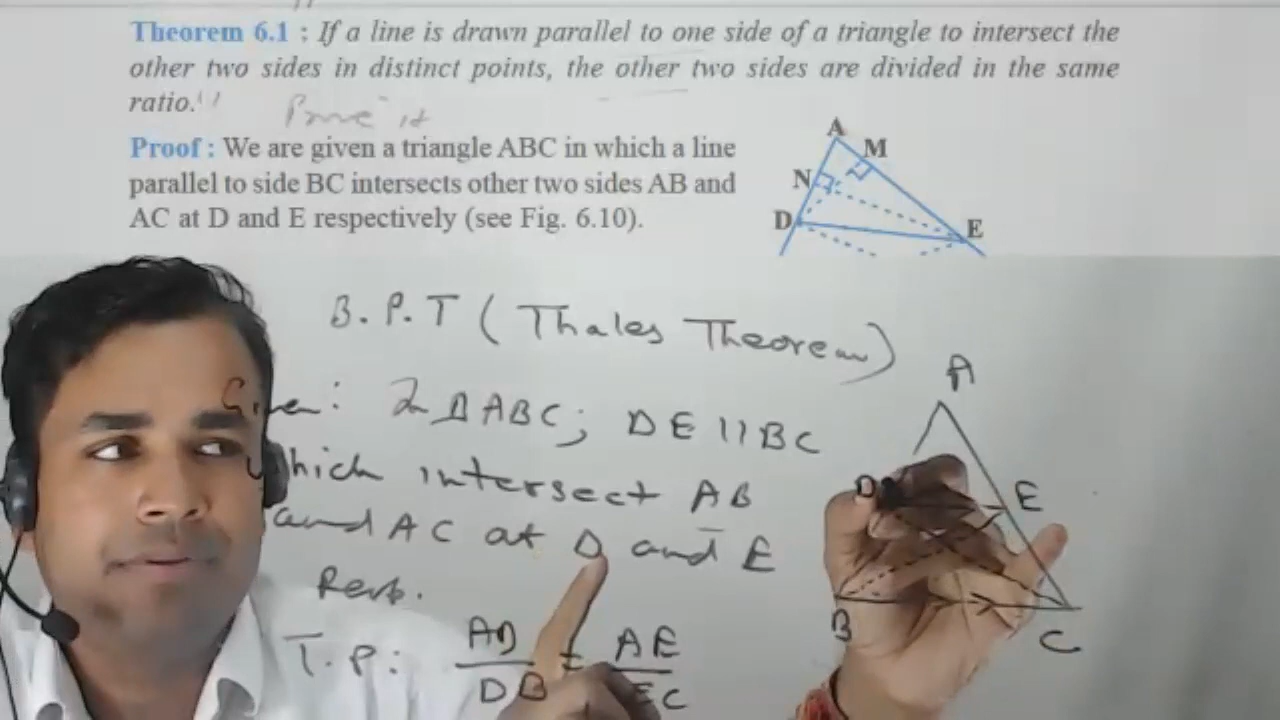 Theorem 6.1 : If a line is drawn parallel to one side of a triangle to intersect the
other two sides in distinct points, the other two sides are divided in the same
ratio.
Prove it
Proof : We are given a triangle ABC in which a line
parallel to side BC intersects other two sides AB and
AC at D and E respectively (see Fig. 6.10).
A
M
N
D
E
B.P.T (Thales Theorem)
Given: In ΔABC; DE || BC
which intersect AB
and AC at D and E
Resp.
T.P: AD/DB = AE/EC
A
D
E
B
C